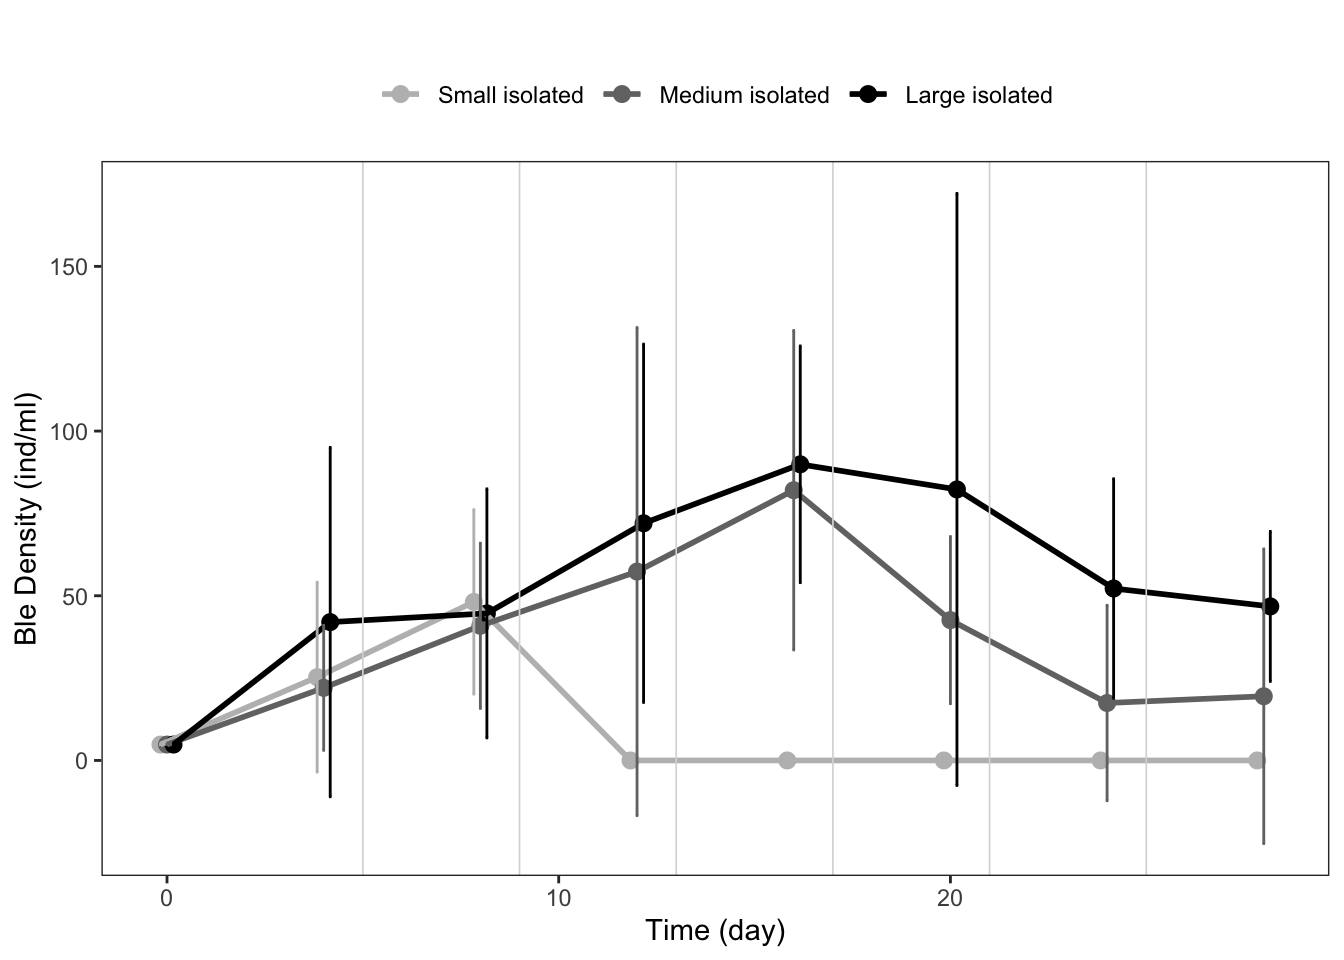 Small isolated Medium isolated Large isolated
Ble Density (ind/ml)
150
100
50
0
0 10 20
Time (day)